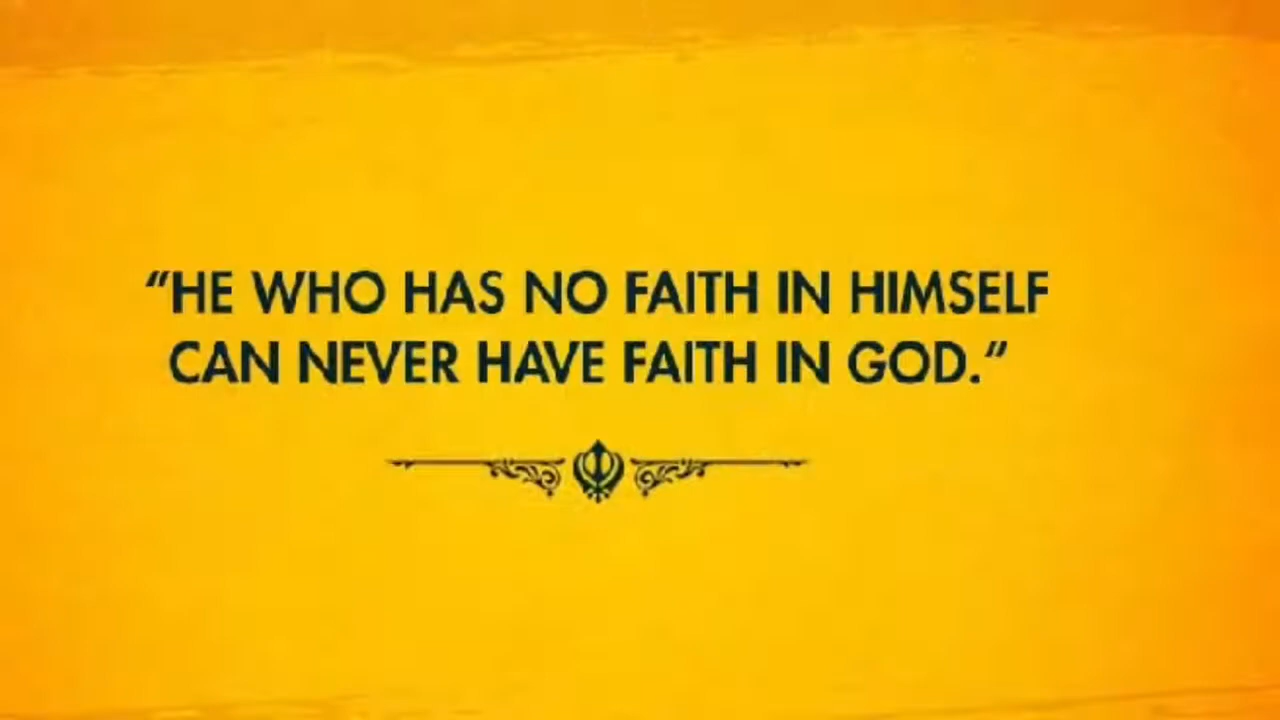 “HE WHO HAS NO FAITH IN HIMSELF
CAN NEVER HAVE FAITH IN GOD.“